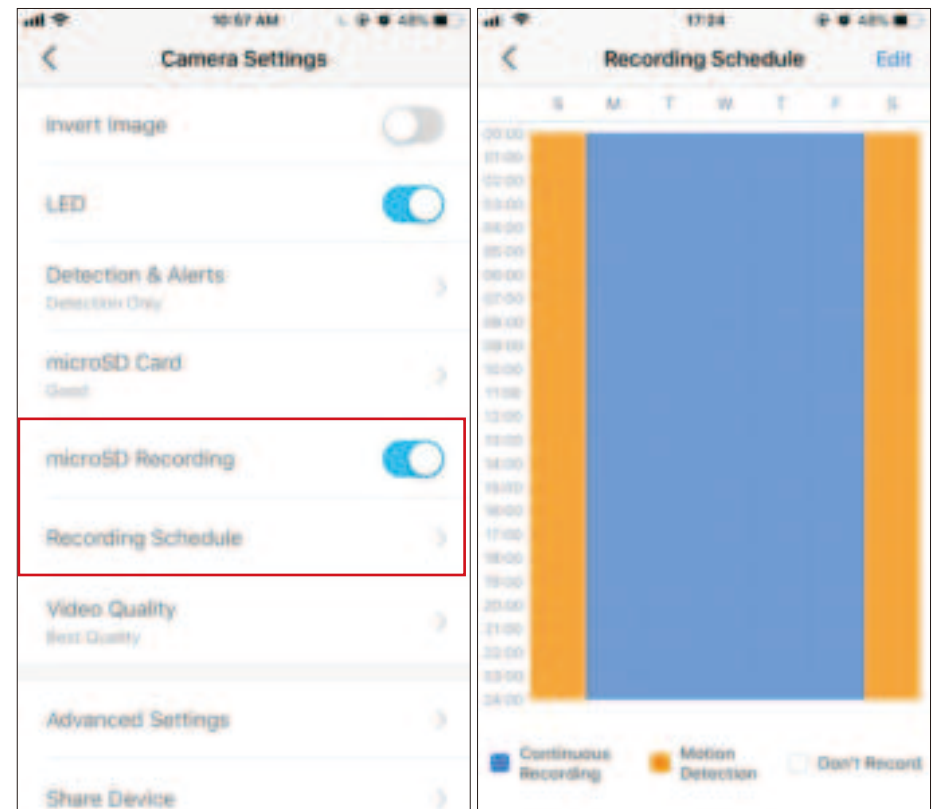 10:57 AM
48%
Camera Settings
Invert Image
LED
Detection & Alerts
Detection Only
microSD Card
Good
microSD Recording
Recording Schedule
Video Quality
Best Quality
Advanced Settings
Share Device
17:24
48%
Recording Schedule
Edit
S M T W T F S
00:00
01:00
02:00
03:00
04:00
05:00
06:00
07:00
08:00
09:00
10:00
11:00
12:00
13:00
14:00
15:00
16:00
17:00
18:00
19:00
20:00
21:00
22:00
23:00
24:00
Continuous
Recording
Motion
Detection
Don't Record